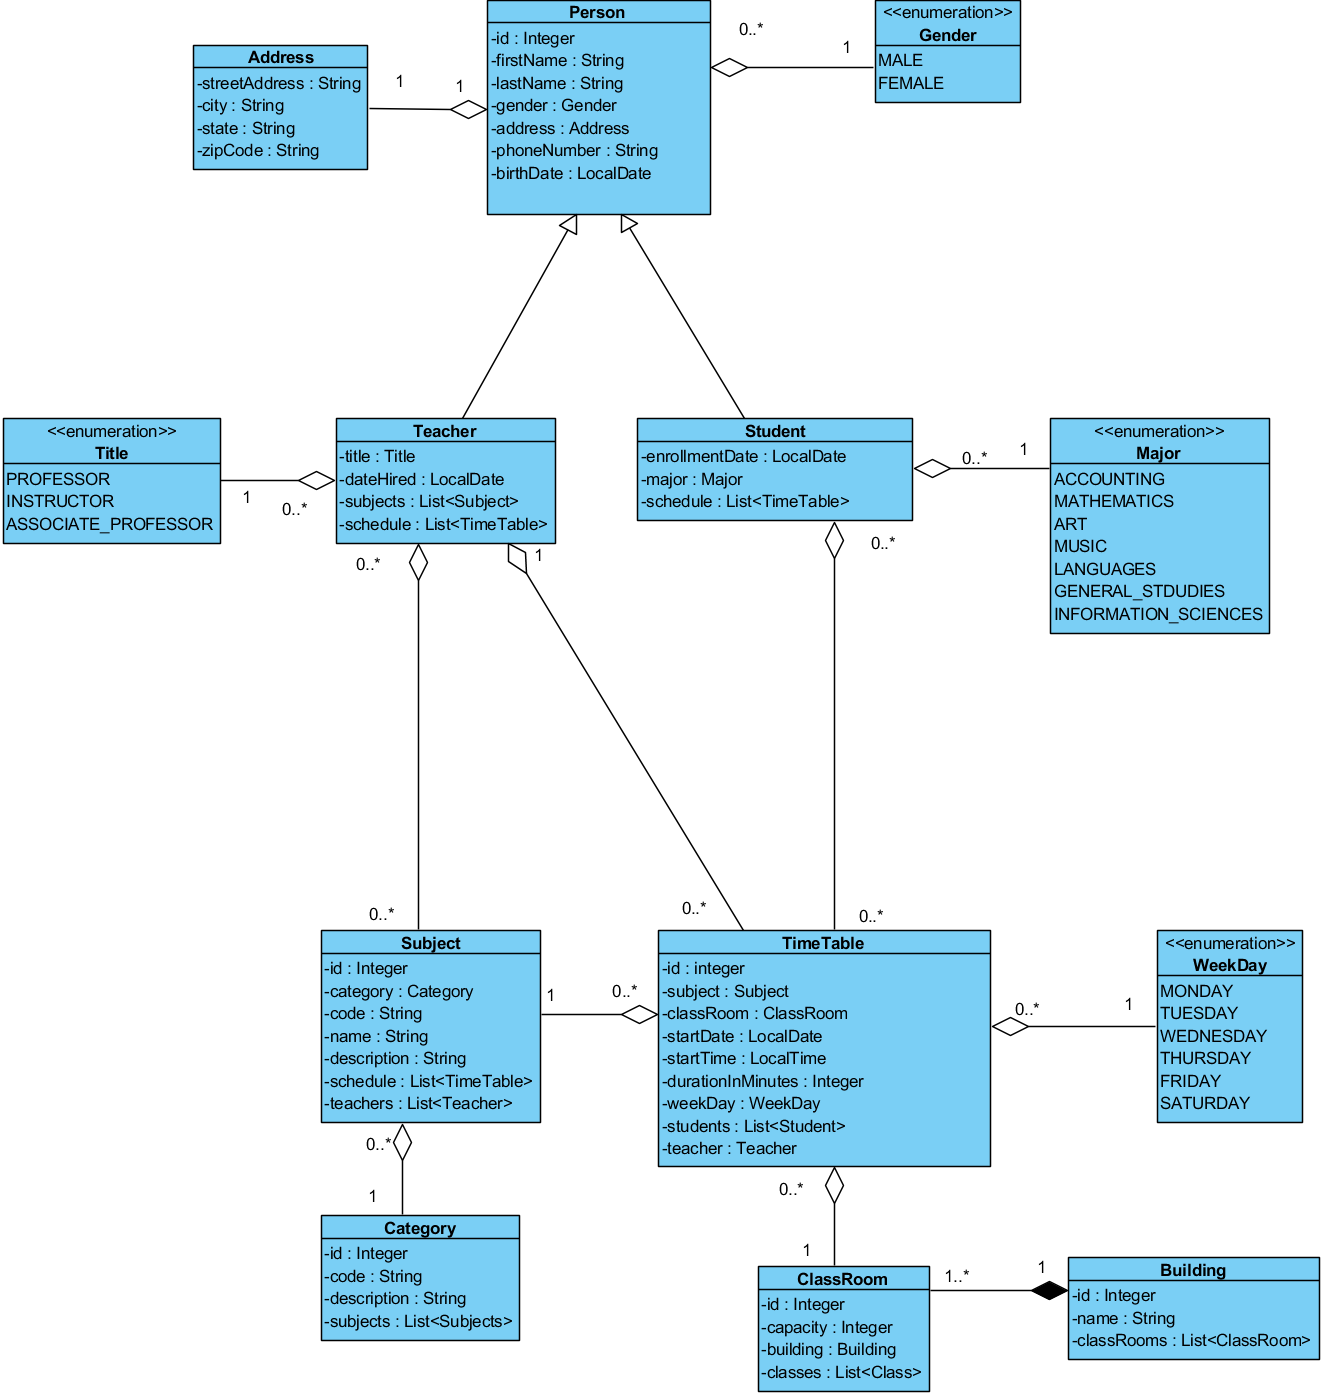 Person
-id : Integer
-firstName : String
-lastName : String
-gender : Gender
-address : Address
-phoneNumber : String
-birthDate : LocalDate
<<enumeration>>
Gender
MALE
FEMALE
0..*
1
Address
-streetAddress : String
-city : String
-state : String
-zipCode : String
1
1
<<enumeration>>
Title
PROFESSOR
INSTRUCTOR
ASSOCIATE_PROFESSOR
1
0..*
Teacher
-title : Title
-dateHired : LocalDate
-subjects : List<Subject>
-schedule : List<TimeTable>
0..*
1
Student
-enrollmentDate : LocalDate
-major : Major
-schedule : List<TimeTable>
0..*
0..*
1
<<enumeration>>
Major
ACCOUNTING
MATHEMATICS
ART
MUSIC
LANGUAGES
GENERAL_STDUDIES
INFORMATION_SCIENCES
0..*
0..*
0..*
Subject
-id : Integer
-category : Category
-code : String
-name : String
-description : String
-schedule : List<TimeTable>
-teachers : List<Teacher>
1
0..*
TimeTable
-id : integer
-subject : Subject
-classRoom : ClassRoom
-startDate : LocalDate
-startTime : LocalTime
-durationInMinutes : Integer
-weekDay : WeekDay
-students : List<Student>
-teacher : Teacher
0..*
1
<<enumeration>>
WeekDay
MONDAY
TUESDAY
WEDNESDAY
THURSDAY
FRIDAY
SATURDAY
0..*
1
Category
-id : Integer
-code : String
-description : String
-subjects : List<Subjects>
0..*
1
ClassRoom
-id : Integer
-capacity : Integer
-building : Building
-classes : List<Class>
1..*
1
Building
-id : Integer
-name : String
-classRooms : List<ClassRoom>